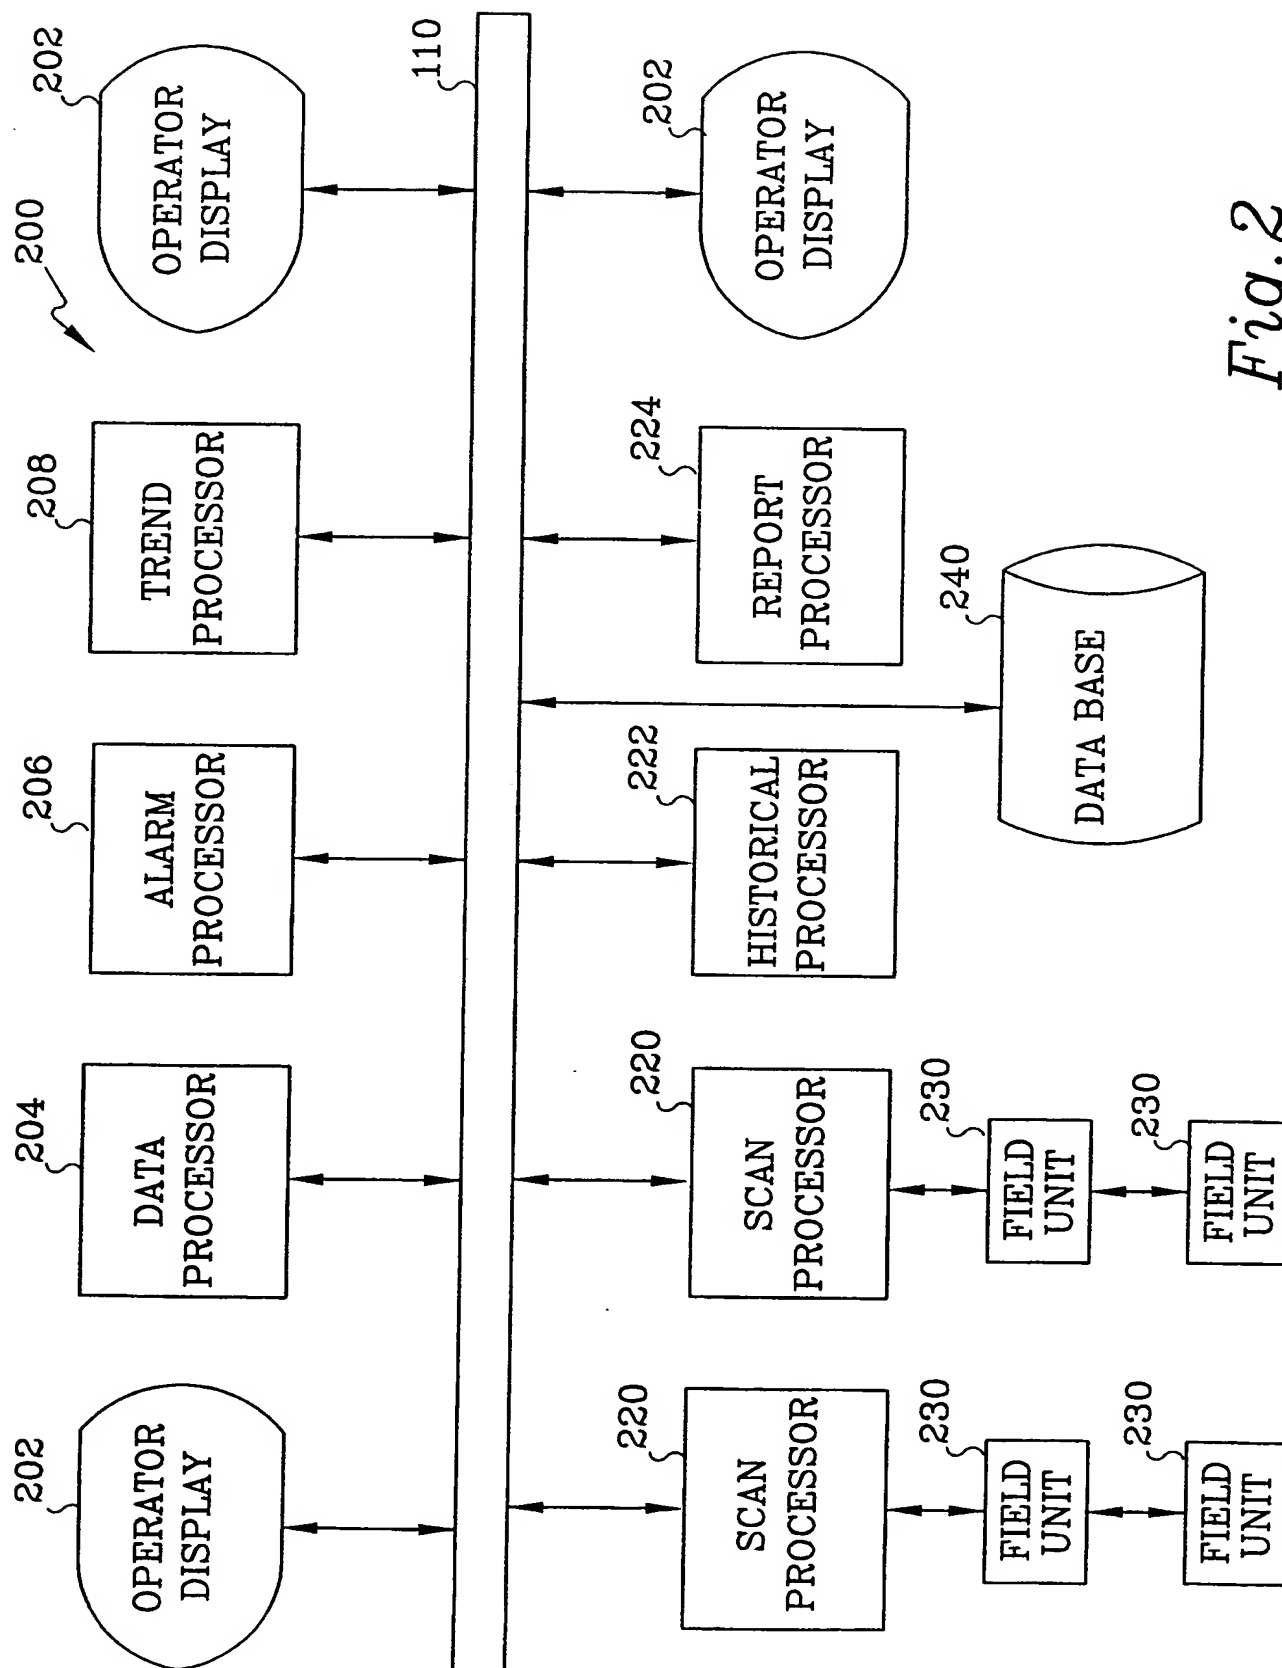 202
OPERATOR
DISPLAY
204
DATA
PROCESSOR
206
ALARM
PROCESSOR
208
TREND
PROCESSOR
200
202
OPERATOR
DISPLAY
110
220
SCAN
PROCESSOR
220
SCAN
PROCESSOR
222
HISTORICAL
PROCESSOR
224
REPORT
PROCESSOR
202
OPERATOR
DISPLAY
230
FIELD
UNIT
230
FIELD
UNIT
240
DATA BASE
230
FIELD
UNIT
230
FIELD
UNIT
Fig.2